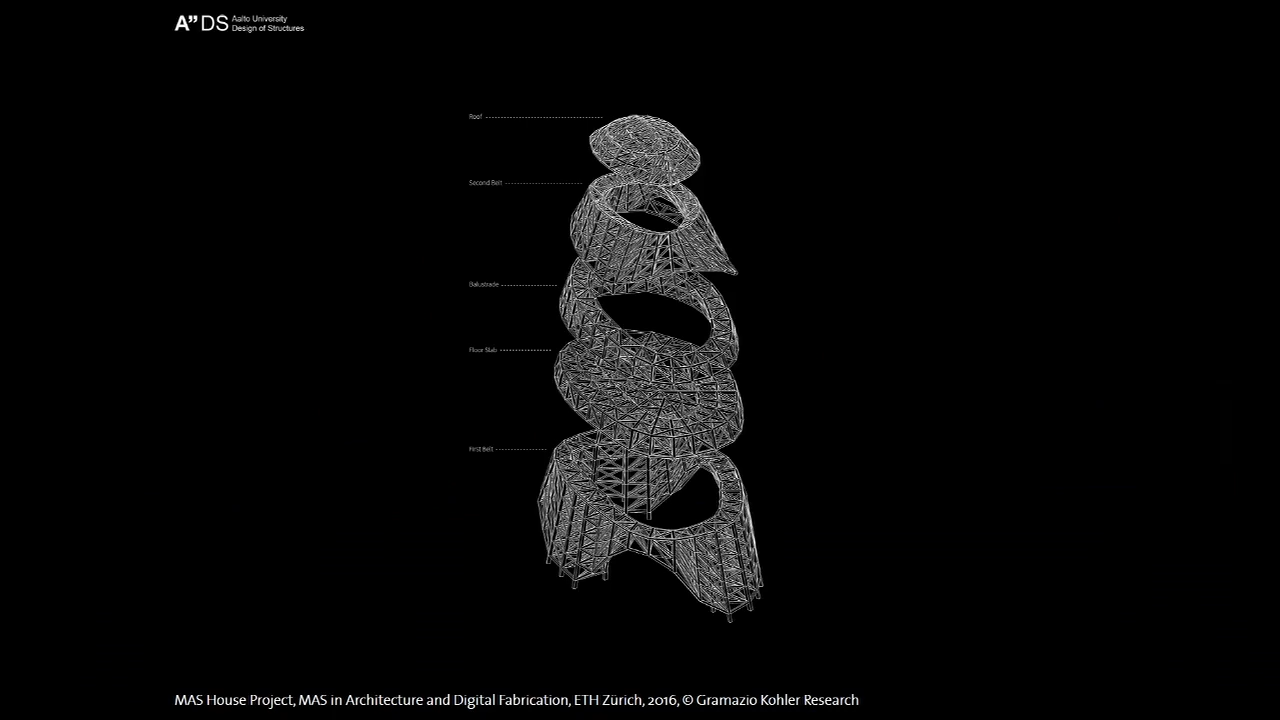 A” DS Aalto University
Design of Structures
Roof
Second Belt
Balustrade
Floor Slab
First Belt
MAS House Project, MAS in Architecture and Digital Fabrication, ETH Zürich, 2016, © Gramazio Kohler Research